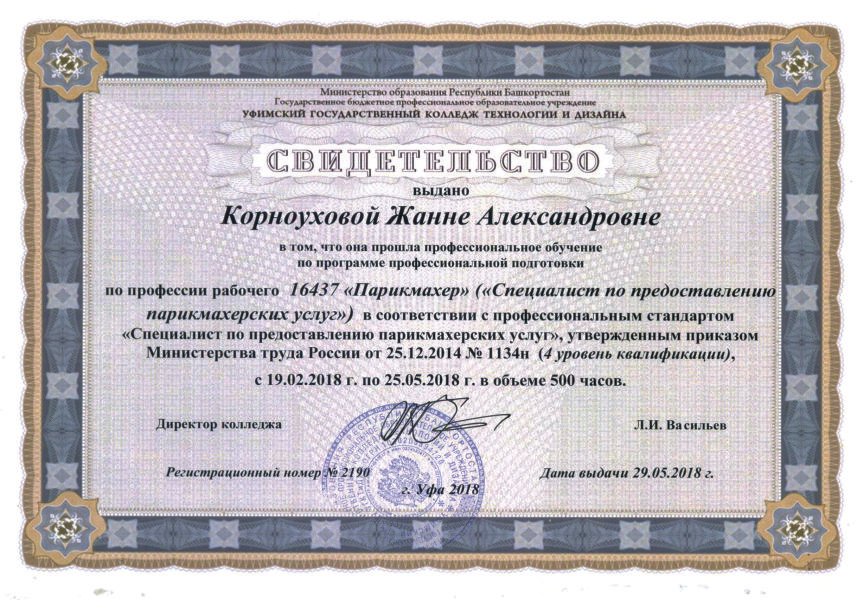 Министерство образования Республики Башкортостан
Государственное бюджетное профессиональное образовательное учреждение
УФИМСКИЙ ГОСУДАРСТВЕННЫЙ КОЛЛЕДЖ ТЕХНОЛОГИИ И ДИЗАЙНА
СВИДЕТЕЛЬСТВО
выдано
Корноуховой Жанне Александровне
в том, что она прошла профессиональное обучение
по программе профессиональной подготовки
по профессии рабочего 16437 «Парикмахер» («Специалист по предоставлению
парикмахерских услуг») в соответствии с профессиональным стандартом
«Специалист по предоставлению парикмахерских услуг», утвержденным приказом
Министерства труда России от 25.12.2014 № 1134н (4 уровень квалификации),
с 19.02.2018 г. по 25.05.2018 г. в объеме 500 часов.
Директор колледжа
Л.И. Васильев
Регистрационный номер № 2190
Дата выдачи 29.05.2018 г.
г. Уфа 2018